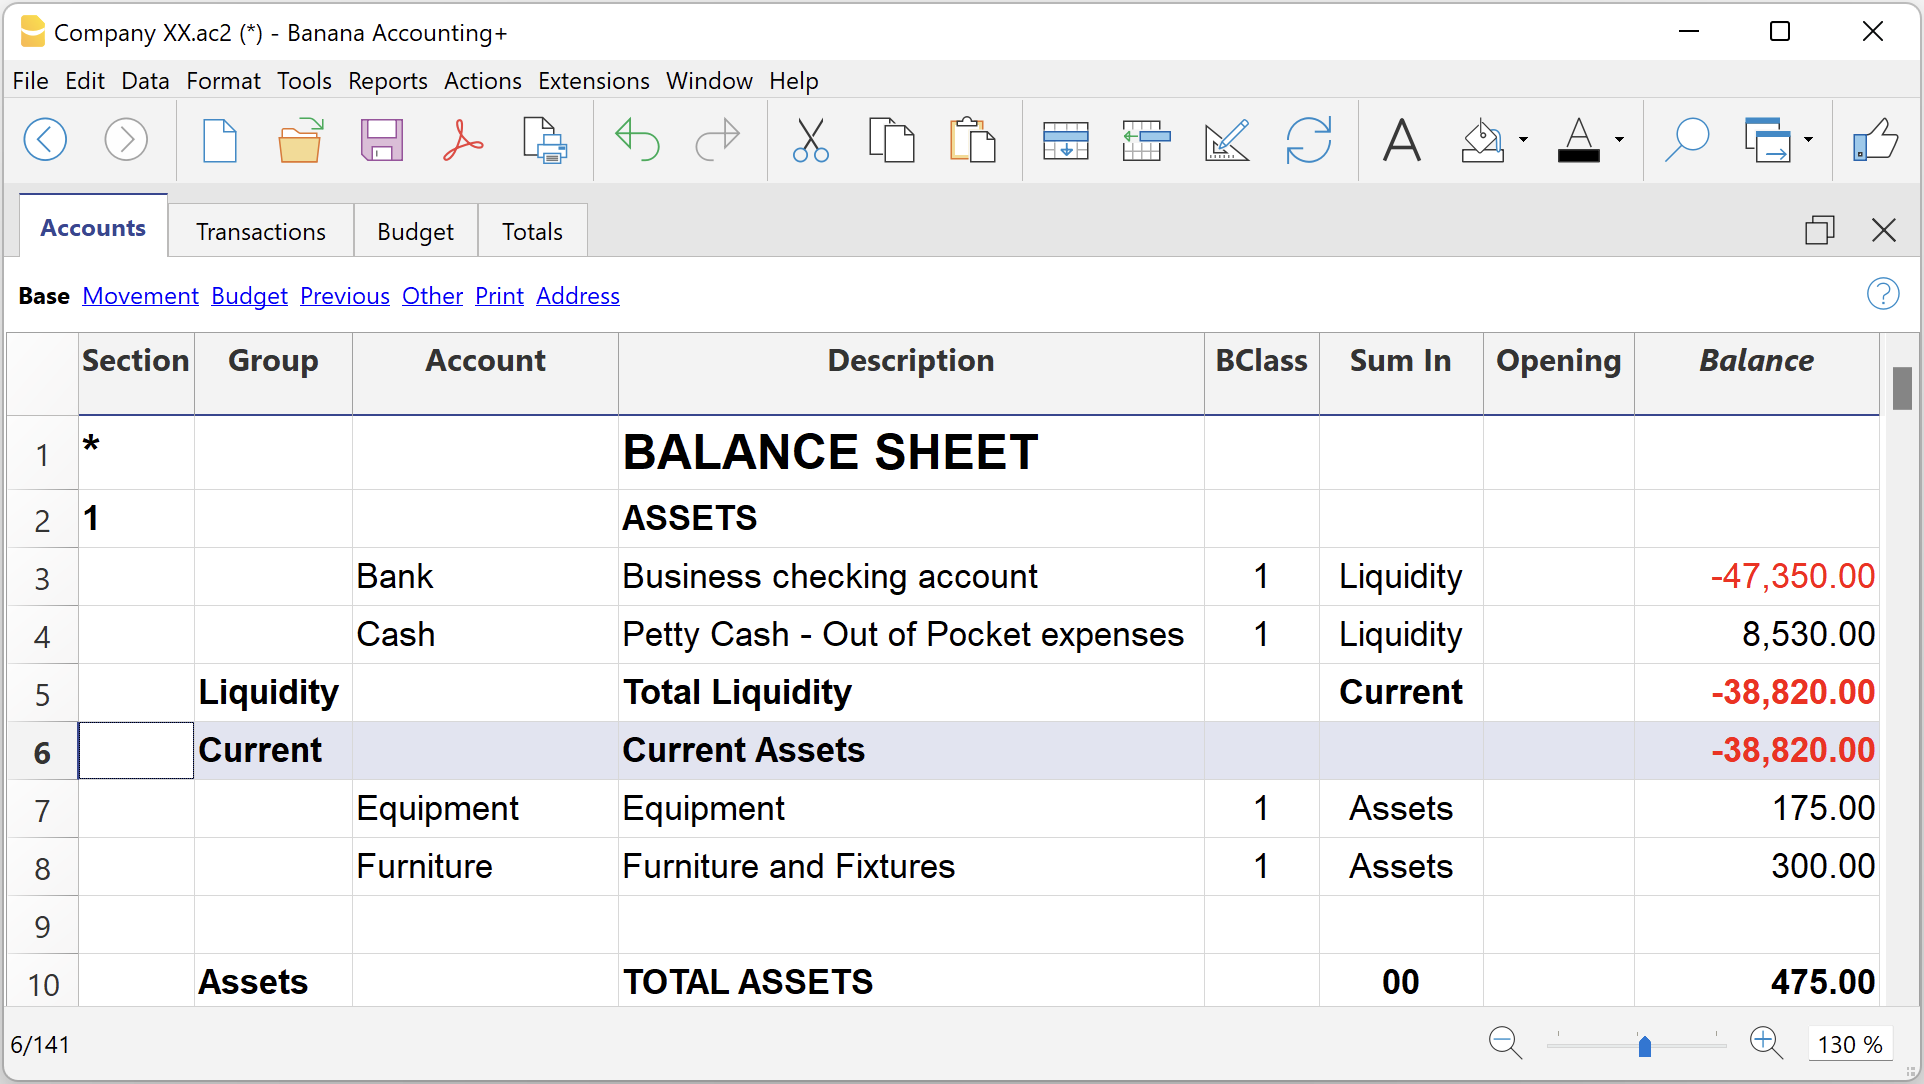 Company XX.ac2 (*) - Banana Accounting+
File Edit Data Format Tools Reports Actions Extensions Window Help
Accounts Transactions Budget Totals
Base Movement Budget Previous Other Print Address
Section Group Account Description BClass Sum In Opening Balance
1 * BALANCE SHEET
2 1 ASSETS
3 Bank Business checking account 1 Liquidity -47,350.00
4 Cash Petty Cash - Out of Pocket expenses 1 Liquidity 8,530.00
5 Liquidity Total Liquidity Current -38,820.00
6 Current Current Assets -38,820.00
7 Equipment Equipment 1 Assets 175.00
8 Furniture Furniture and Fixtures 1 Assets 300.00
9
10 Assets TOTAL ASSETS 00 475.00
6/141 130 %